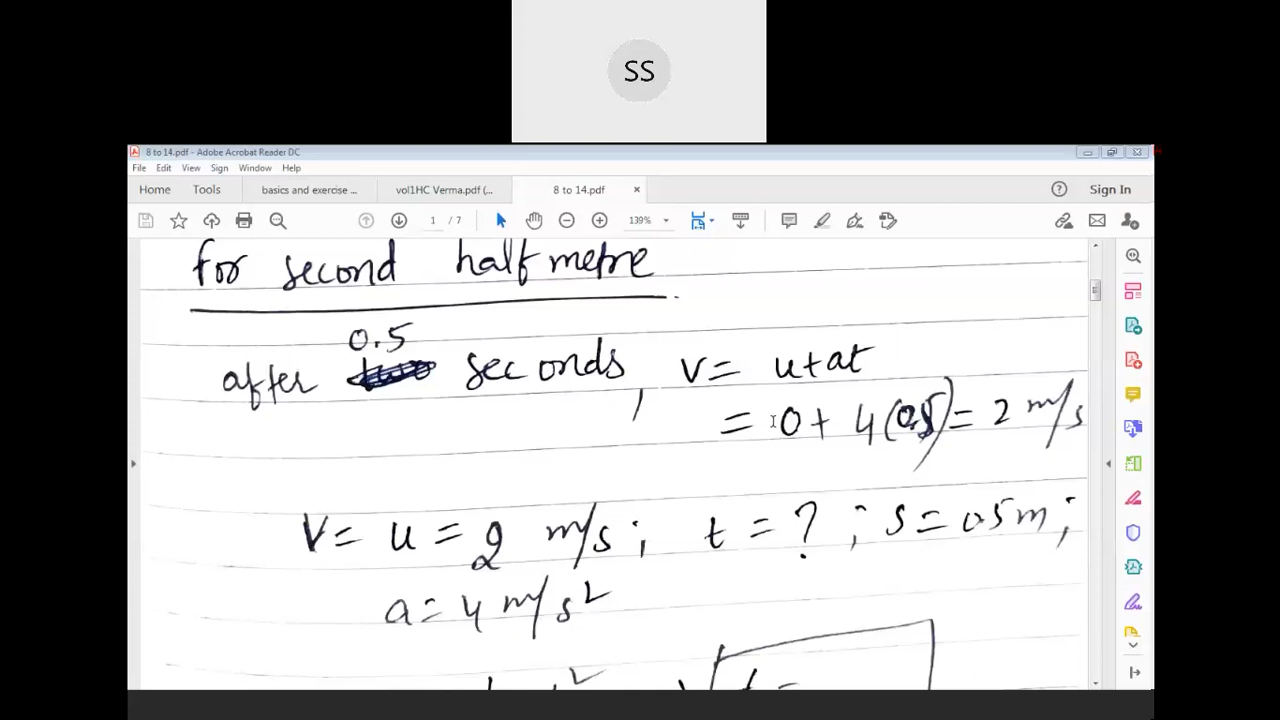 SS
8 to 14.pdf - Adobe Acrobat Reader DC
File Edit View Sign Window Help
Home Tools basics and exercise ... vol1HC Verma.pdf (... 8 to 14.pdf × Sign In
1 / 7 139%
for second half metre
0.5
after seconds, v= u+at
= 0+ 4(0.5)= 2 m/s
V= u = 2 m/s; t = ? ; s = 0.5m;
a= 4 m/s²